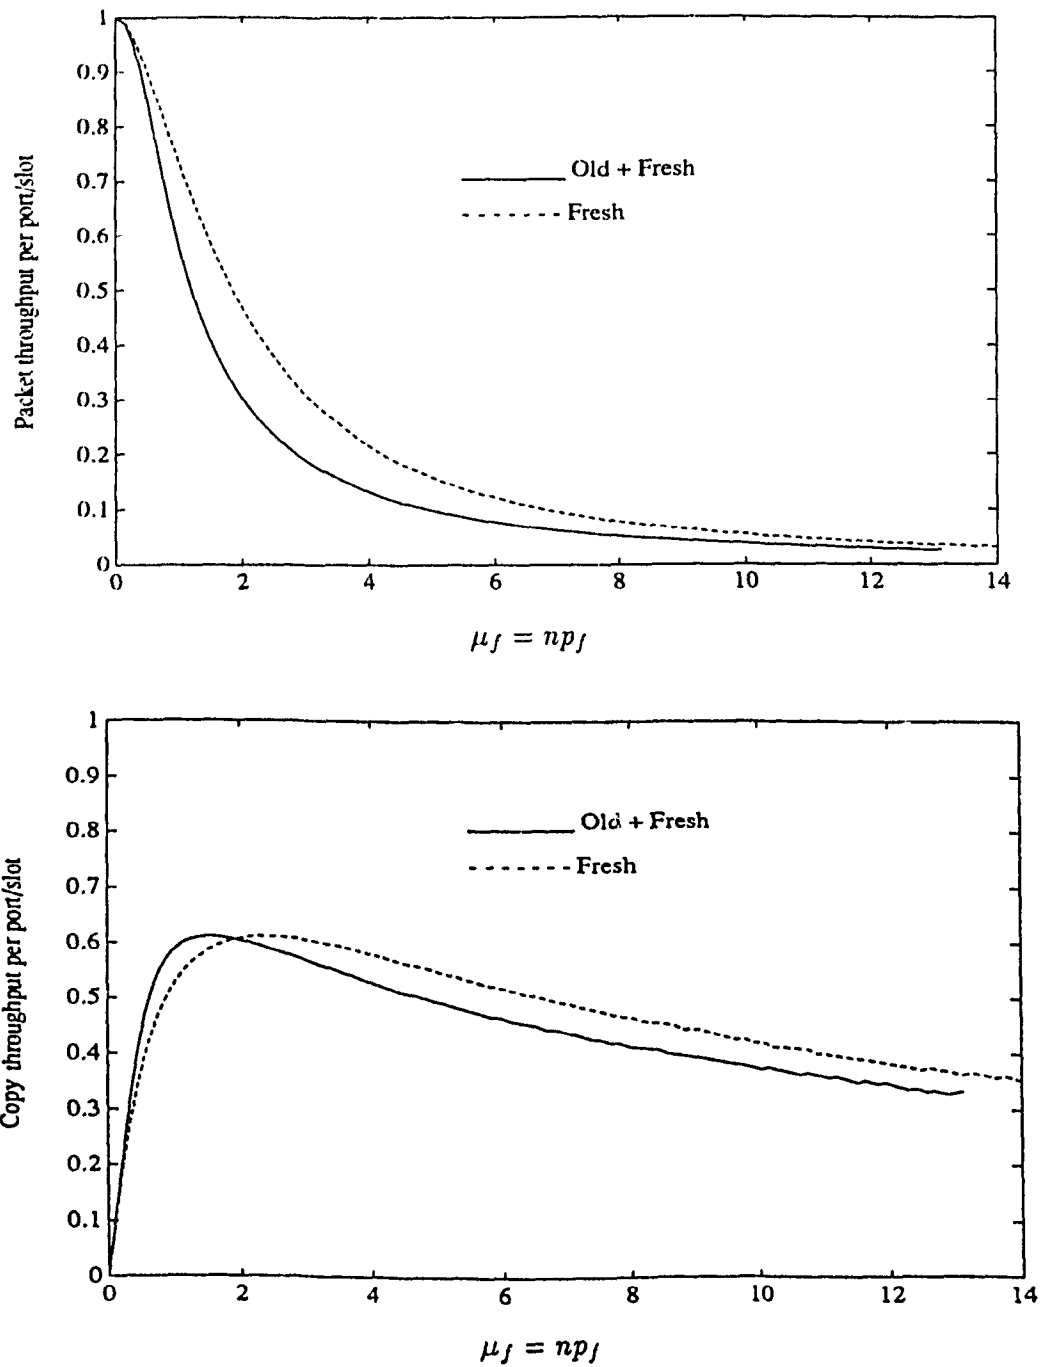 1
0.9
0.8
0.7
0.6
0.5
0.4
0.3
0.2
0.1
0
Packet throughput per port/slot
Old + Fresh
Fresh
0 2 4 6 8 10 12 14
μf = npf
1
0.9
0.8
0.7
0.6
0.5
0.4
0.3
0.2
0.1
0
Copy throughput per port/slot
Old + Fresh
Fresh
0 2 4 6 8 10 12 14
μf = npf